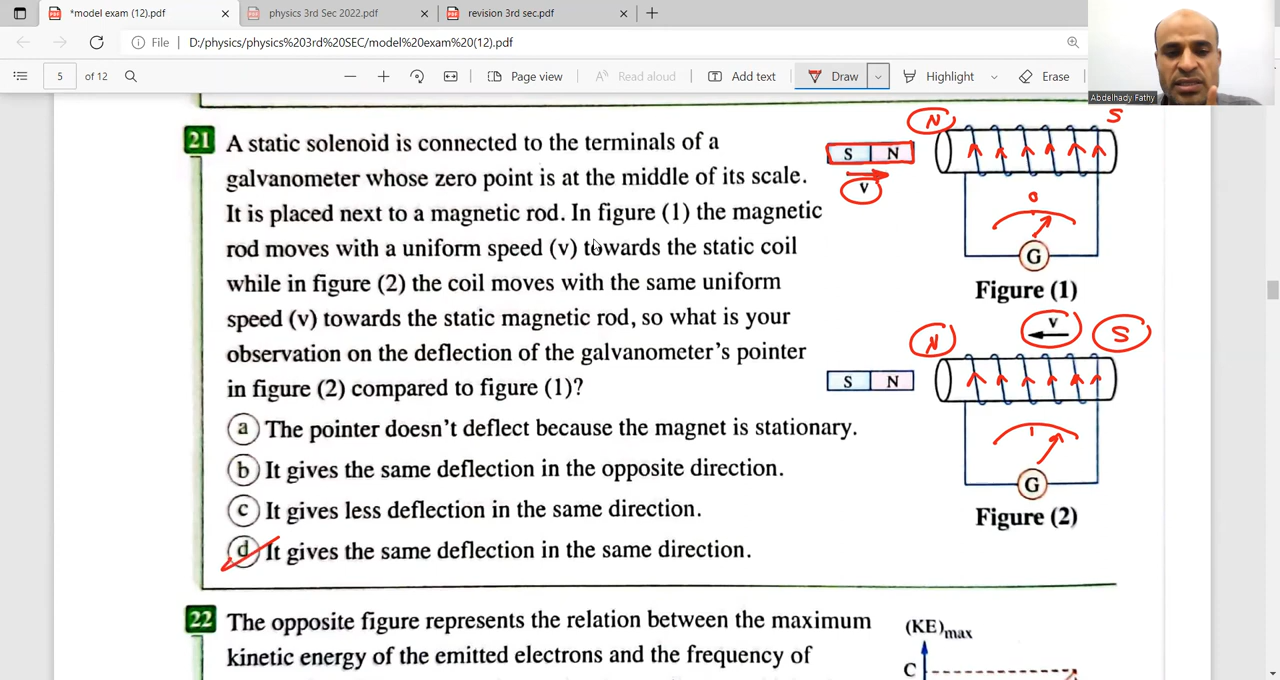 *model exam (12).pdf
physics 3rd Sec 2022.pdf
revision 3rd sec.pdf
File
D:/physics/physics%203rd%20SEC/model%20exam%20(12).pdf
5 of 12
Page view
Read aloud
Add text
Draw
Highlight
Erase
Abdelhady Fathy
21 A static solenoid is connected to the terminals of a
galvanometer whose zero point is at the middle of its scale.
It is placed next to a magnetic rod. In figure (1) the magnetic
rod moves with a uniform speed (v) towards the static coil
while in figure (2) the coil moves with the same uniform
speed (v) towards the static magnetic rod, so what is your
observation on the deflection of the galvanometer's pointer
in figure (2) compared to figure (1)?
a The pointer doesn't deflect because the magnet is stationary.
b It gives the same deflection in the opposite direction.
c It gives less deflection in the same direction.
d It gives the same deflection in the same direction.
N S
S N
v
0
G
Figure (1)
v
N S
S N
G
Figure (2)
22 The opposite figure represents the relation between the maximum
kinetic energy of the emitted electrons and the frequency of
(KE)max
C